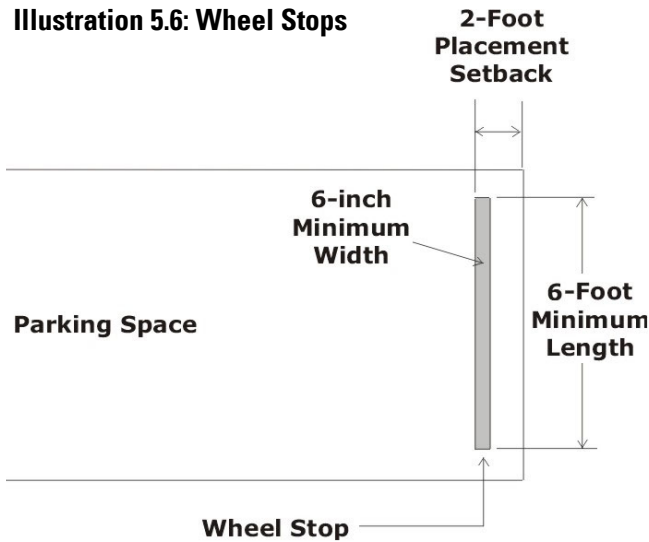 Illustration 5.6: Wheel Stops
2-Foot
Placement
Setback
6-inch
Minimum
Width
Parking Space
6-Foot
Minimum
Length
Wheel Stop